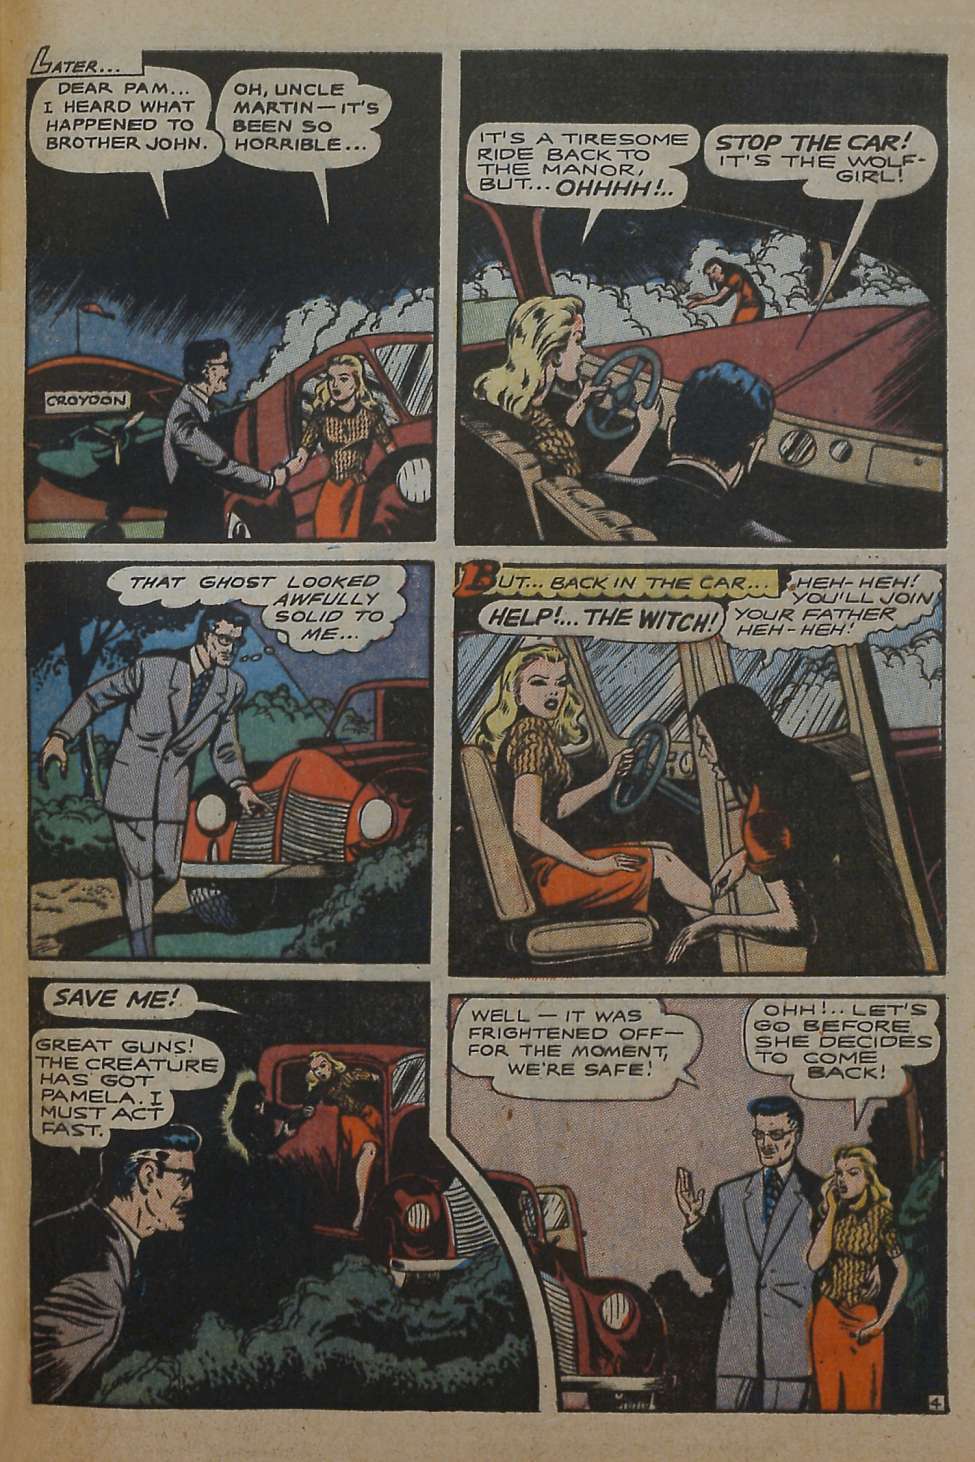 LATER...
DEAR PAM...
I HEARD WHAT
HAPPENED TO
BROTHER JOHN.
OH, UNCLE
MARTIN — IT'S
BEEN SO
HORRIBLE...
CROYDON
IT'S A TIRESOME
RIDE BACK TO
THE MANOR,
BUT... OHHHH!..
STOP THE CAR!
IT'S THE WOLF-
GIRL!
THAT GHOST LOOKED
AWFULLY
SOLID TO
ME...
BUT... BACK IN THE CAR...
HELP!... THE WITCH!
HEH-HEH!
YOU'LL JOIN
YOUR FATHER
HEH-HEH!
SAVE ME!
GREAT GUNS!
THE CREATURE
HAS GOT
PAMELA. I
MUST ACT
FAST.
WELL — IT WAS
FRIGHTENED OFF —
FOR THE MOMENT,
WE'RE SAFE!
OHH!.. LET'S
GO BEFORE
SHE DECIDES
TO COME
BACK!
4